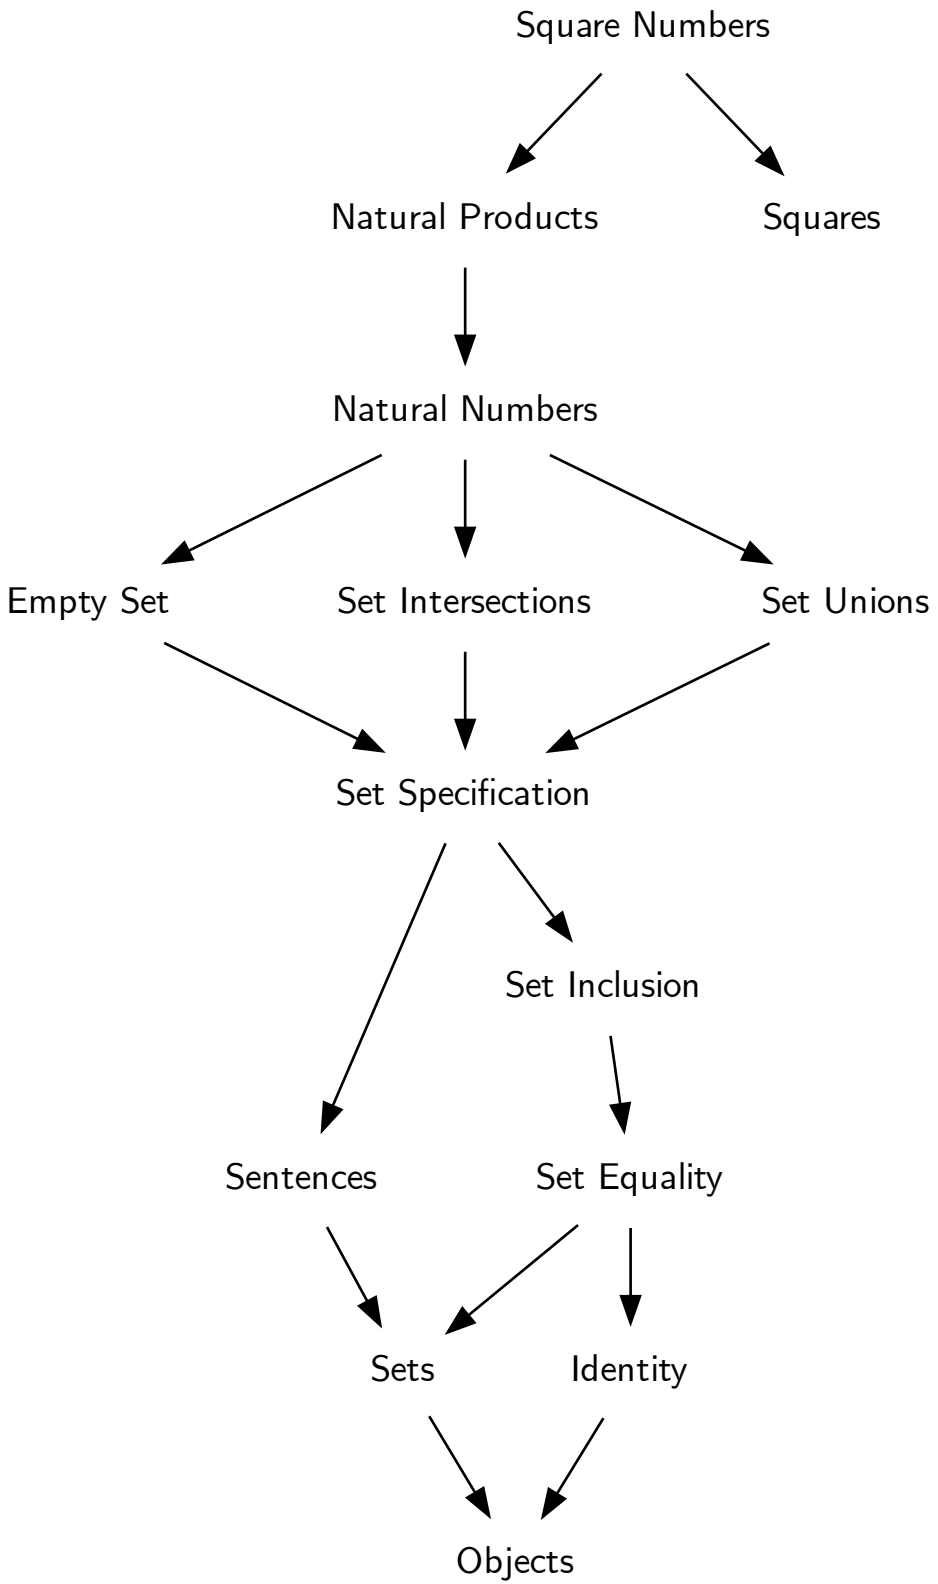 Square Numbers
Natural Products
Squares
Natural Numbers
Empty Set
Set Intersections
Set Unions
Set Specification
Set Inclusion
Sentences
Set Equality
Sets
Identity
Objects